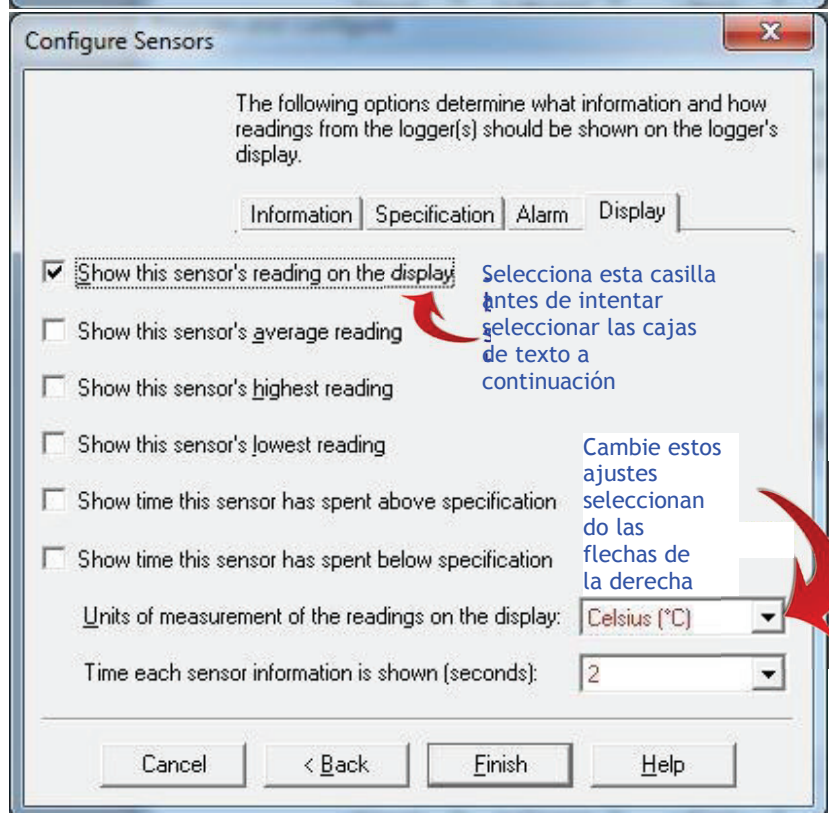 Configure Sensors
The following options determine what information and how
readings from the logger(s) should be shown on the logger's
display.
Information
Specification
Alarm
Display
Show this sensor's reading on the display
Selecciona esta casilla
antes de intentar
seleccionar las cajas
de texto a
continuación
Show this sensor's average reading
Show this sensor's highest reading
Show this sensor's lowest reading
Show time this sensor has spent above specification
Show time this sensor has spent below specification
Cambie estos
ajustes
seleccionan
do las
flechas de
la derecha
Units of measurement of the readings on the display:
Celsius (°C)
Time each sensor information is shown (seconds):
2
Cancel
< Back
Finish
Help